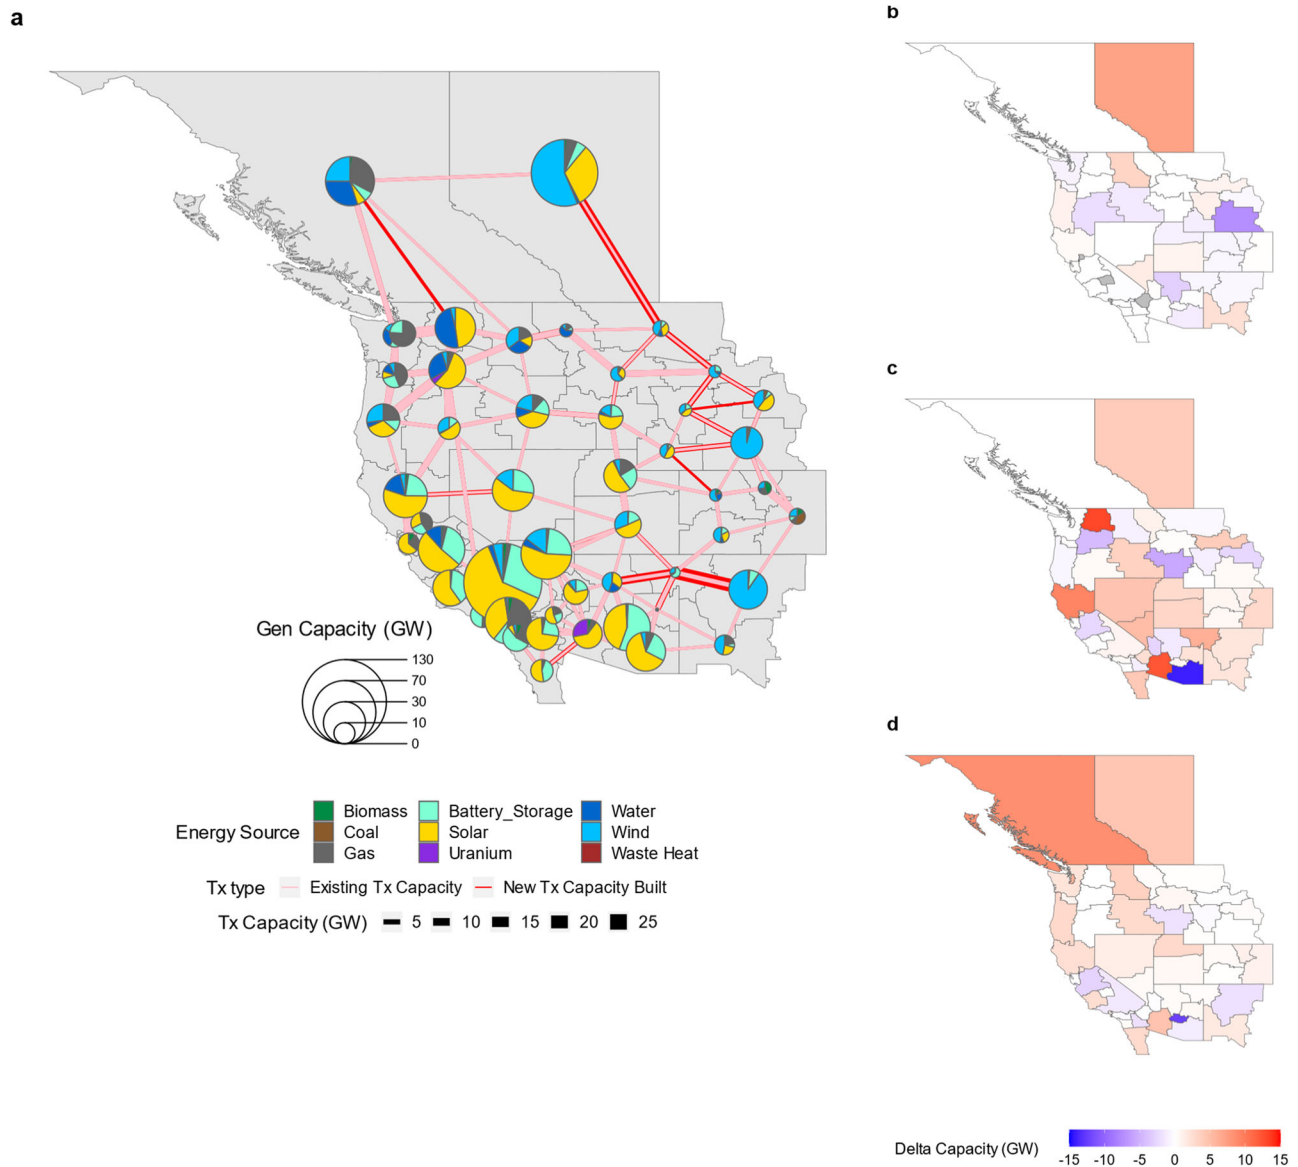 a
b
c
d
Gen Capacity (GW)
130
70
30
10
0
Energy Source
Biomass
Battery_Storage
Water
Coal
Solar
Wind
Gas
Uranium
Waste Heat
Tx type
Existing Tx Capacity
New Tx Capacity Built
Tx Capacity (GW)
5
10
15
20
25
Delta Capacity (GW)
-15
-10
-5
0
5
10
15